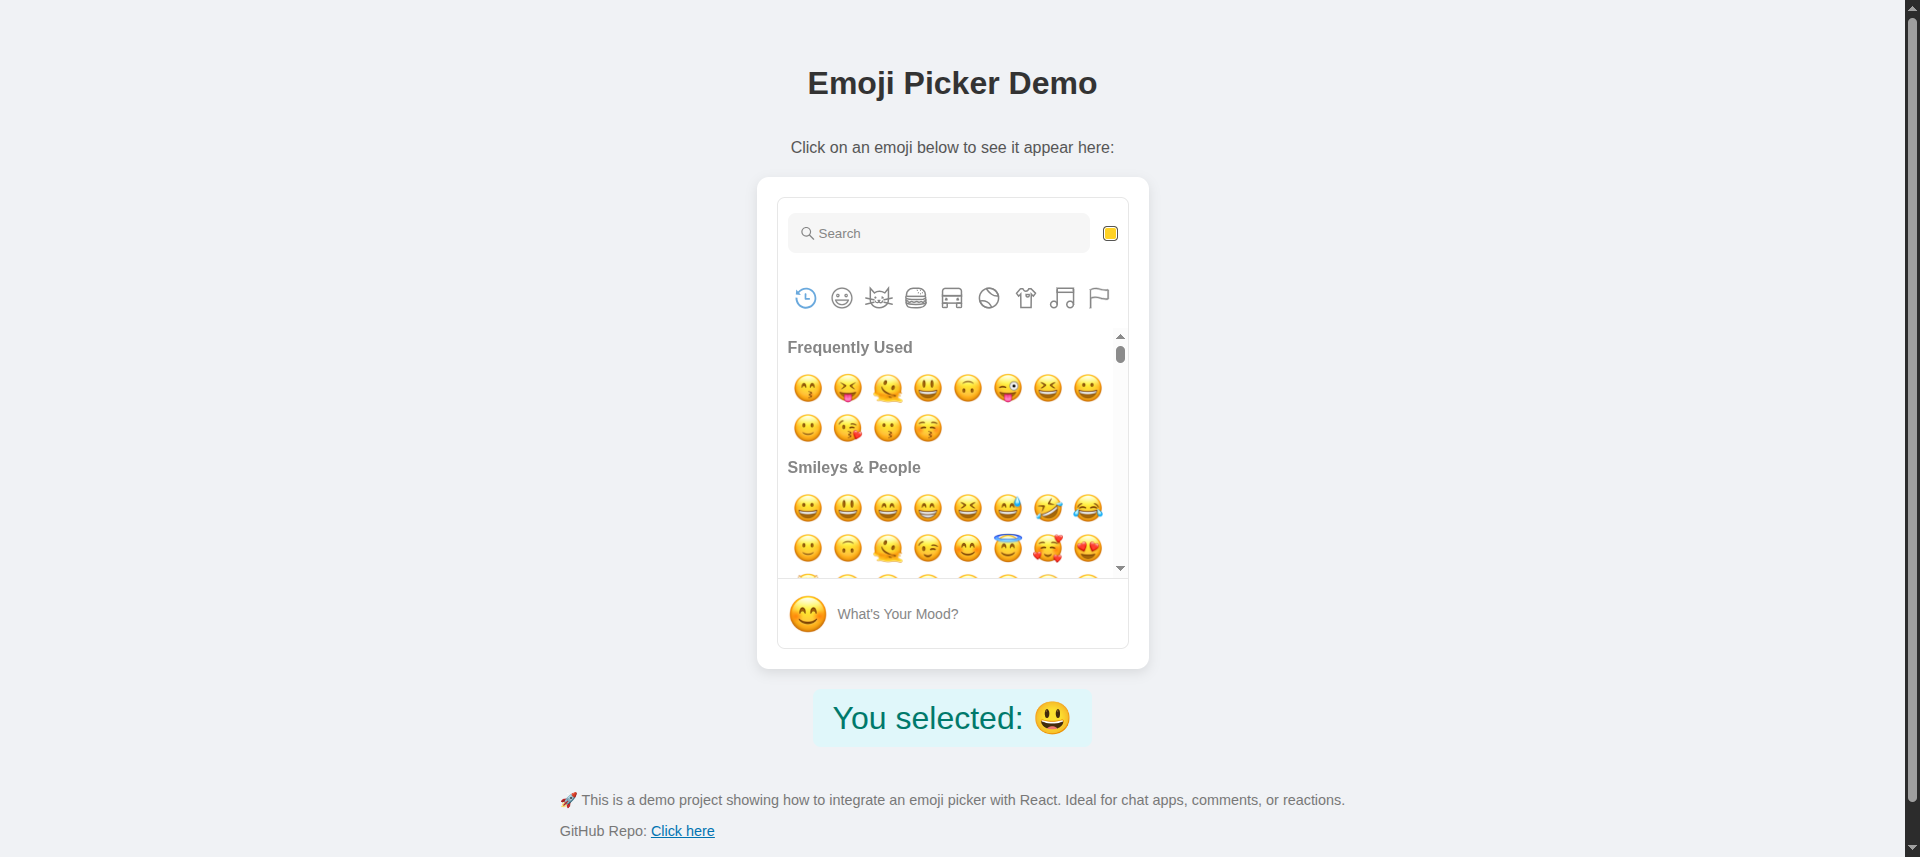 Emoji Picker Demo
Click on an emoji below to see it appear here:
Search
Frequently Used
Smileys & People
What's Your Mood?
You selected: 😃
🚀 This is a demo project showing how to integrate an emoji picker with React. Ideal for chat apps, comments, or reactions.
GitHub Repo: Click here